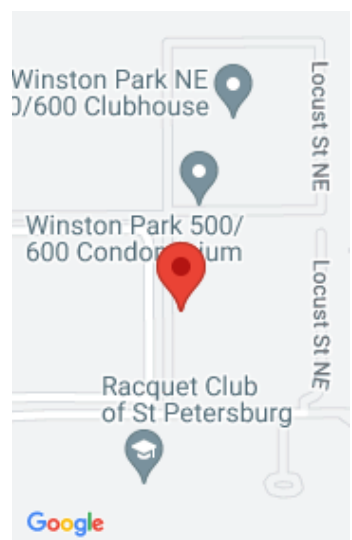 Winston Park NE
0/600 Clubhouse
Locust St NE
Winston Park 500/
600 Condominium
Locust St NE
Racquet Club
of St Petersburg
Google